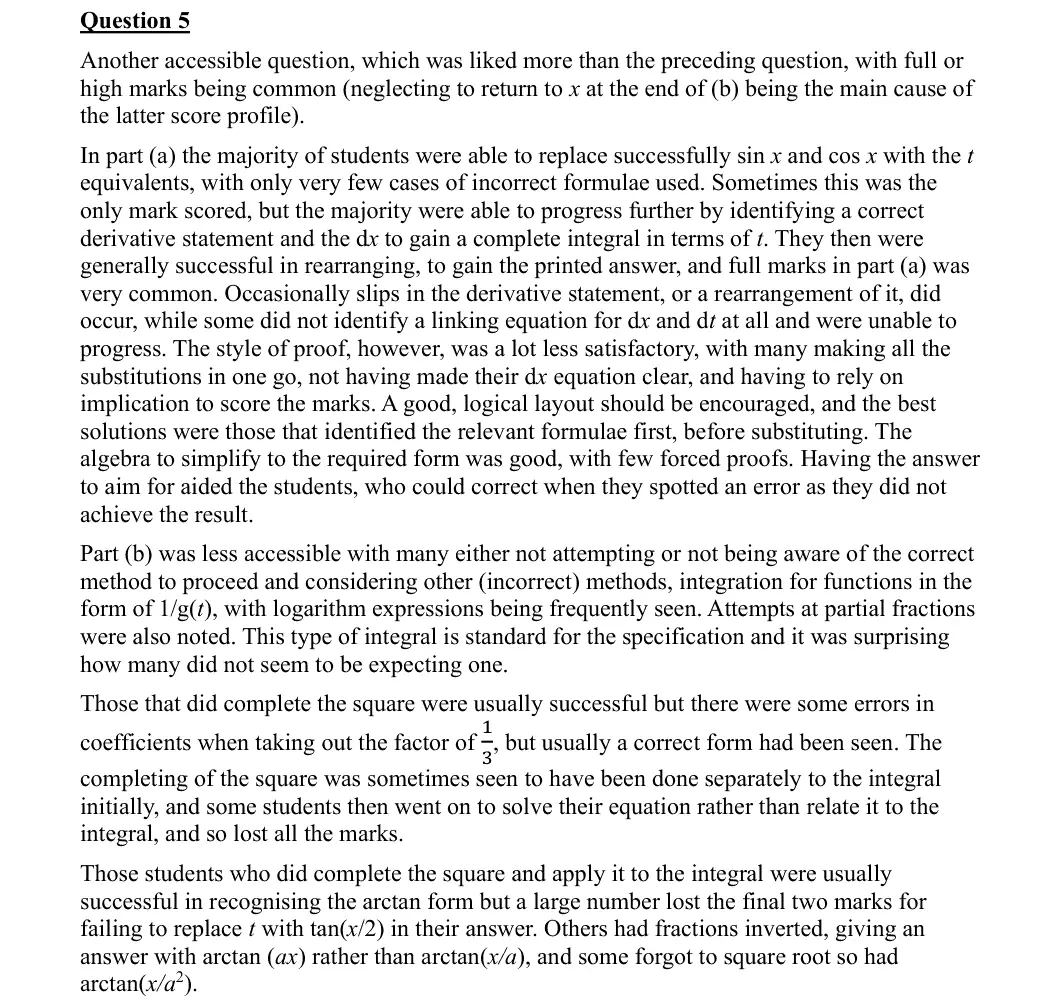 Question 5
Another accessible question, which was liked more than the preceding question, with full or
high marks being common (neglecting to return to x at the end of (b) being the main cause of
the latter score profile).
In part (a) the majority of students were able to replace successfully sin x and cos x with the t
equivalents, with only very few cases of incorrect formulae used. Sometimes this was the
only mark scored, but the majority were able to progress further by identifying a correct
derivative statement and the dx to gain a complete integral in terms of t. They then were
generally successful in rearranging, to gain the printed answer, and full marks in part (a) was
very common. Occasionally slips in the derivative statement, or a rearrangement of it, did
occur, while some did not identify a linking equation for dx and dt at all and were unable to
progress. The style of proof, however, was a lot less satisfactory, with many making all the
substitutions in one go, not having made their dx equation clear, and having to rely on
implication to score the marks. A good, logical layout should be encouraged, and the best
solutions were those that identified the relevant formulae first, before substituting. The
algebra to simplify to the required form was good, with few forced proofs. Having the answer
to aim for aided the students, who could correct when they spotted an error as they did not
achieve the result.
Part (b) was less accessible with many either not attempting or not being aware of the correct
method to proceed and considering other (incorrect) methods, integration for functions in the
form of 1/g(t), with logarithm expressions being frequently seen. Attempts at partial fractions
were also noted. This type of integral is standard for the specification and it was surprising
how many did not seem to be expecting one.
Those that did complete the square were usually successful but there were some errors in
coefficients when taking out the factor of 1/3, but usually a correct form had been seen. The
completing of the square was sometimes seen to have been done separately to the integral
initially, and some students then went on to solve their equation rather than relate it to the
integral, and so lost all the marks.
Those students who did complete the square and apply it to the integral were usually
successful in recognising the arctan form but a large number lost the final two marks for
failing to replace t with tan(x/2) in their answer. Others had fractions inverted, giving an
answer with arctan (ax) rather than arctan(x/a), and some forgot to square root so had
arctan(x/a²).